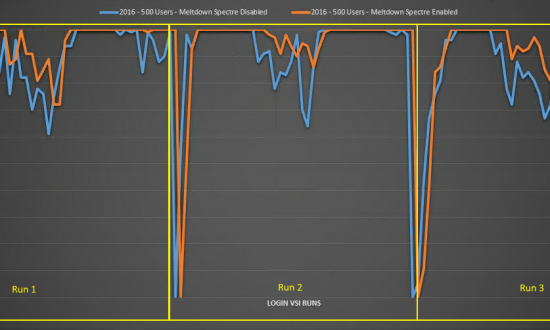 2016 - 500 Users - Meltdown Spectre Disabled
2016 - 500 Users - Meltdown Spectre Enabled
Run 1
Run 2
Run 3
LOGIN VSI RUNS